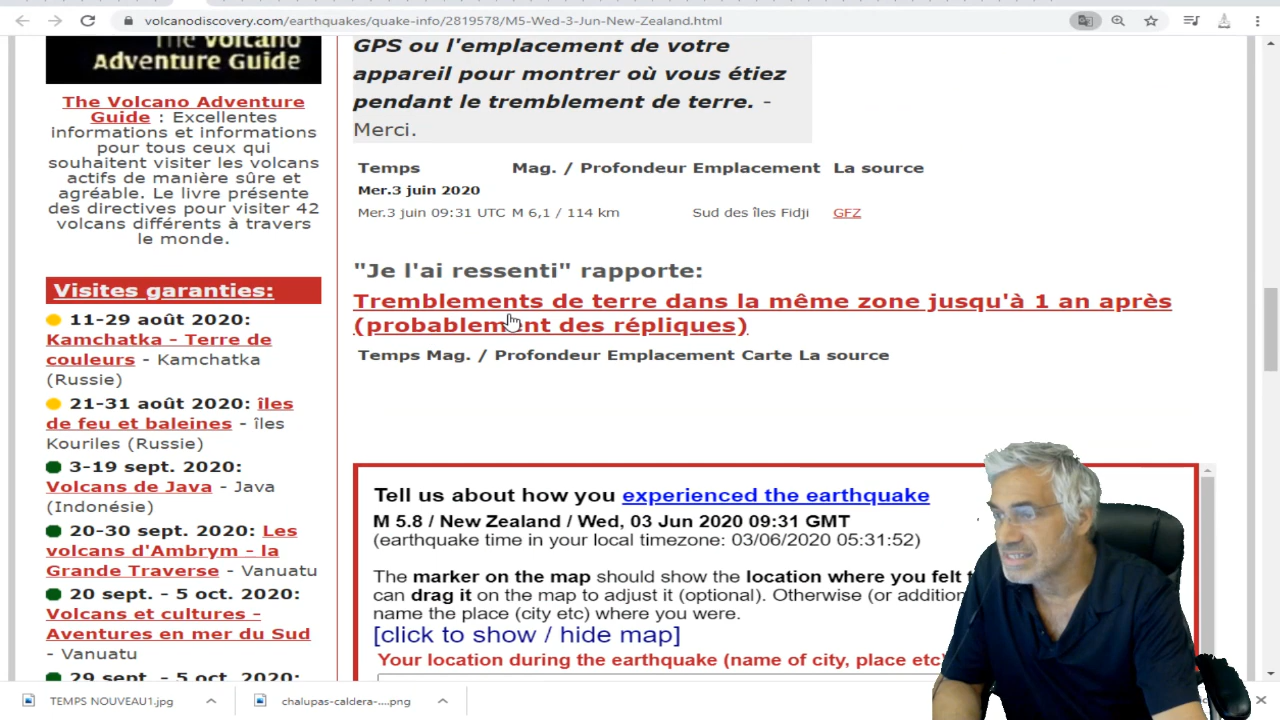 volcanodiscovery.com/earthquakes/quake-info/2819578/M5-Wed-3-Jun-New-Zealand.html
The Volcano
Adventure Guide
The Volcano Adventure
Guide : Excellentes
informations et informations
pour tous ceux qui
souhaitent visiter les volcans
actifs de manière sûre et
agréable. Le livre présente
des directives pour visiter 42
volcans différents à travers
le monde.
Visites garanties:
11-29 août 2020:
Kamchatka - Terre de
couleurs - Kamchatka
(Russie)
21-31 août 2020: îles
de feu et baleines - îles
Kouriles (Russie)
3-19 sept. 2020:
Volcans de Java - Java
(Indonésie)
20-30 sept. 2020: Les
volcans d'Ambrym - la
Grande Traverse - Vanuatu
20 sept. - 5 oct. 2020:
Volcans et cultures -
Aventures en mer du Sud
- Vanuatu
29 sept. - 5 oct. 2020:
GPS ou l'emplacement de votre
appareil pour montrer où vous étiez
pendant le tremblement de terre. -
Merci.
Temps Mag. / Profondeur Emplacement La source
Mer.3 juin 2020
Mer.3 juin 09:31 UTC M 6,1 / 114 km Sud des îles Fidji GFZ
"Je l'ai ressenti" rapporte:
Tremblements de terre dans la même zone jusqu'à 1 an après
(probablement des répliques)
Temps Mag. / Profondeur Emplacement Carte La source
Tell us about how you experienced the earthquake
M 5.8 / New Zealand / Wed, 03 Jun 2020 09:31 GMT
(earthquake time in your local timezone: 03/06/2020 05:31:52)
The marker on the map should show the location where you felt
can drag it on the map to adjust it (optional). Otherwise (or
name the place (city etc) where you were.
[click to show / hide map]
Your location during the earthquake (name of city, place etc)
TEMPS NOUVEAU1.jpg
chalupas-caldera-....png